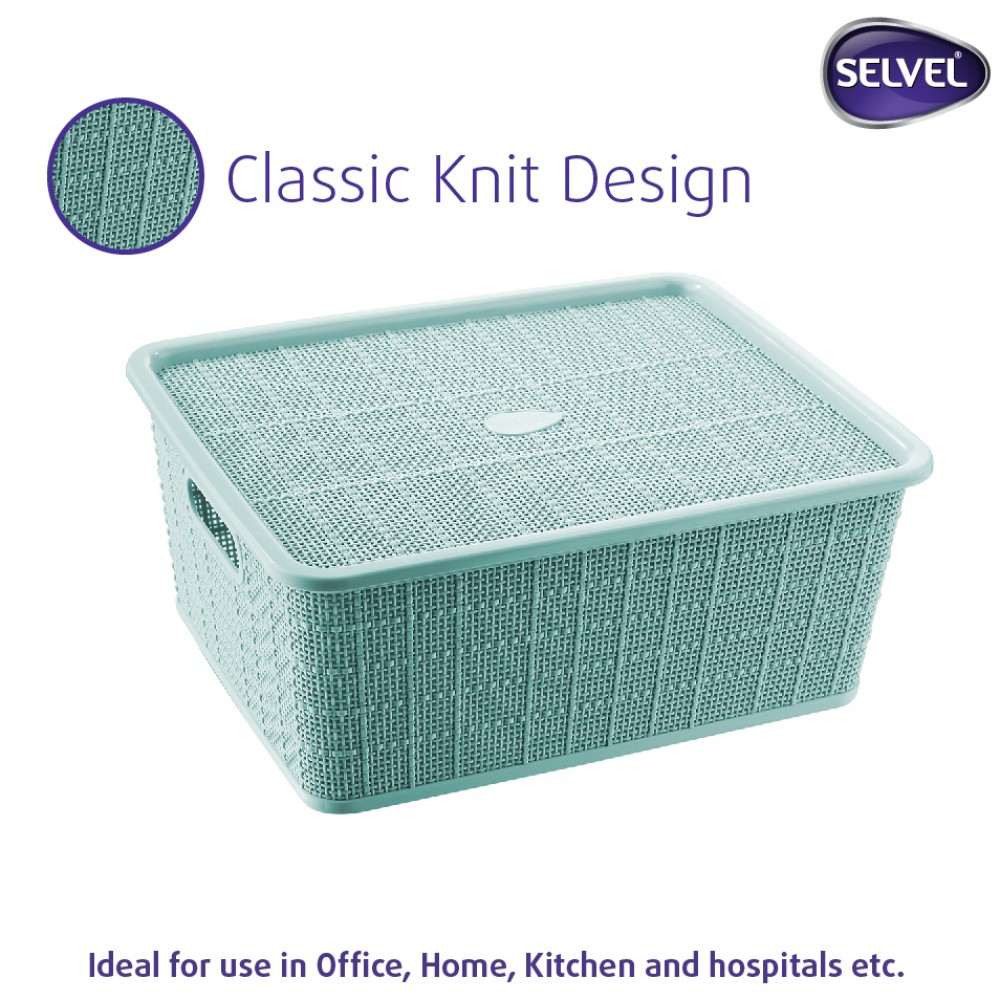 SELVEL®
Classic Knit Design
Ideal for use in Office, Home, Kitchen and hospitals etc.